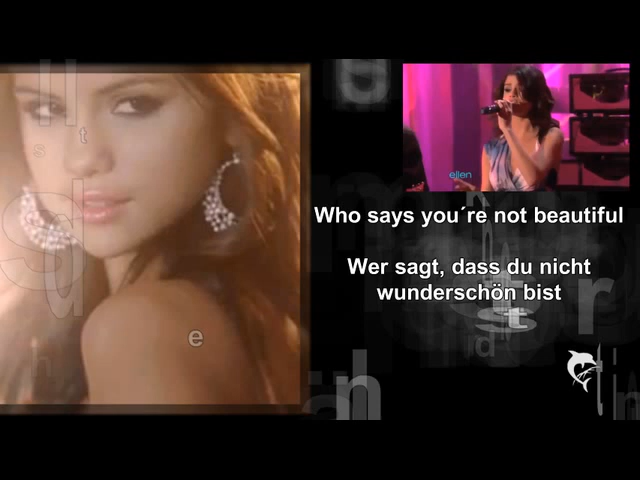 ellen
Who says you´re not beautiful
Wer sagt, dass du nicht
wunderschön bist